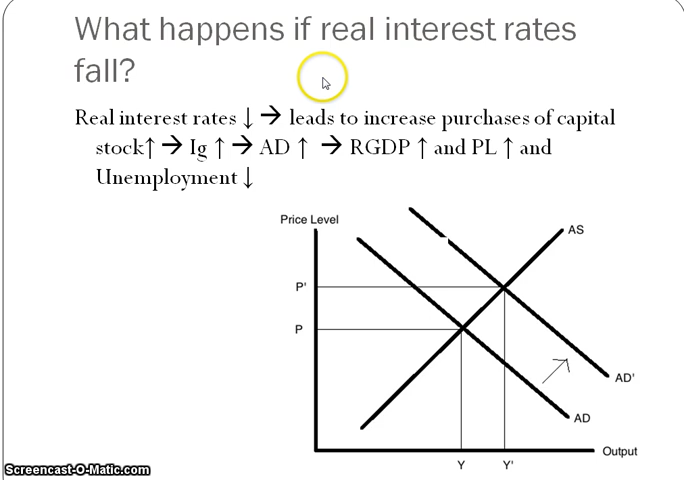 What happens if real interest rates
fall?
Real interest rates ↓ → leads to increase purchases of capital
stock↑ → Ig ↑ → AD ↑ → RGDP ↑ and PL ↑ and
Unemployment ↓
Price Level
AS
P'
P
AD'
AD
Output
Y Y'
Screencast-O-Matic.com